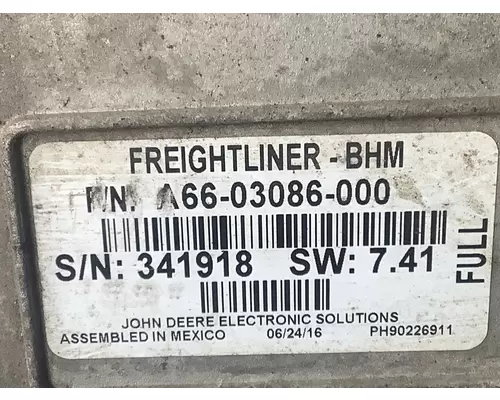 FREIGHTLINER - BHM
P/N: A66-03086-000
S/N: 341918 SW: 7.41
FULL
JOHN DEERE ELECTRONIC SOLUTIONS
ASSEMBLED IN MEXICO 06/24/16 PH90226911